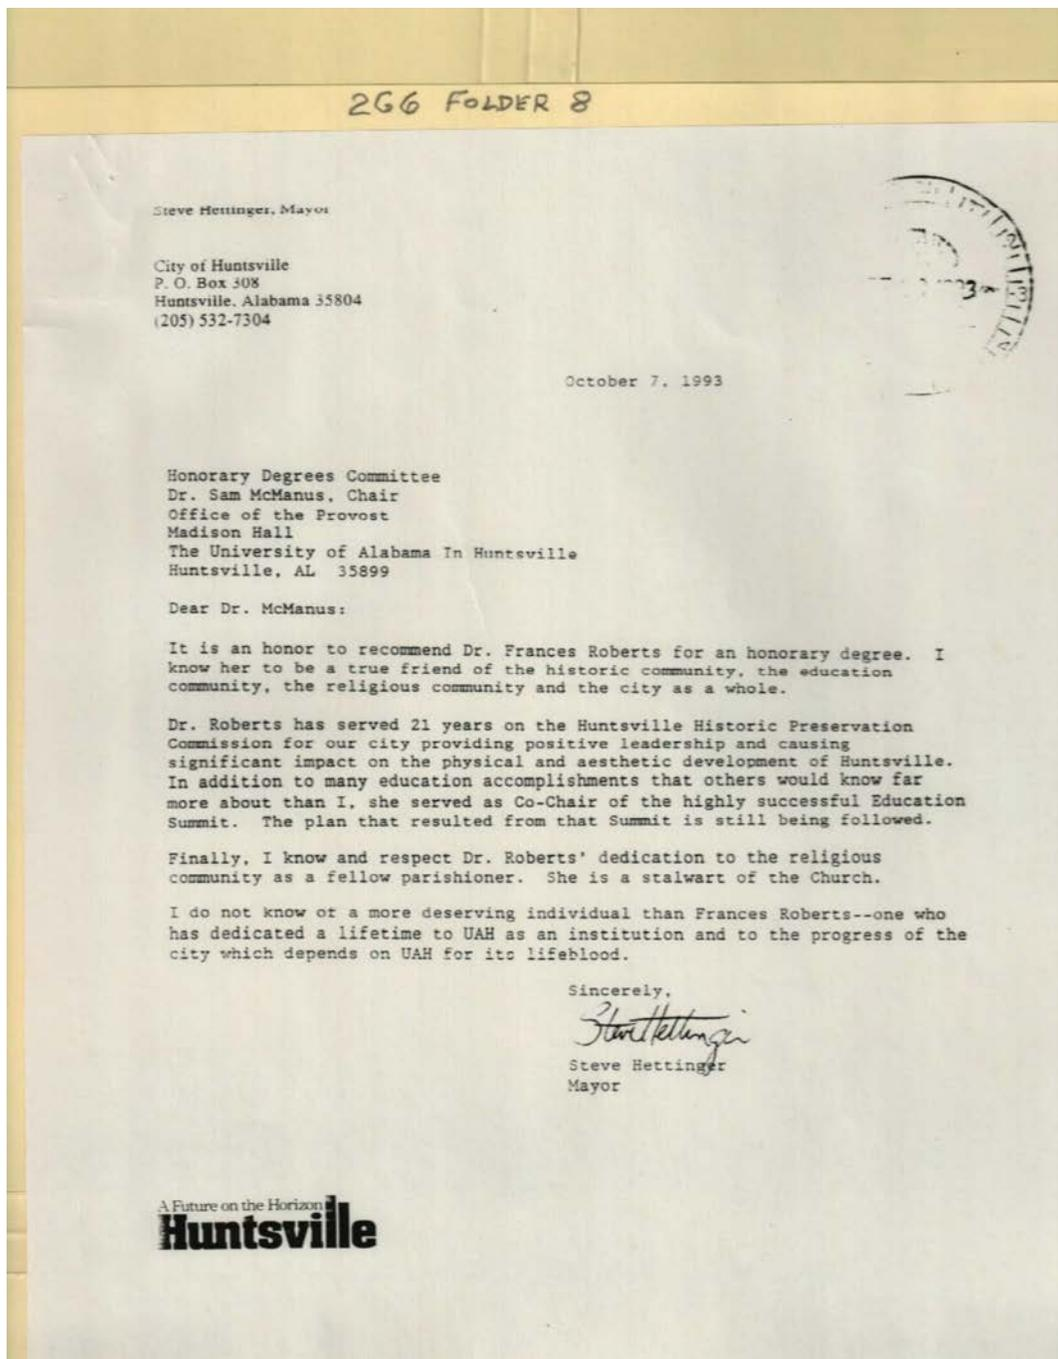 2G6 FOLDER 8
Steve Hettinger, Mayor
City of Huntsville
P. O. Box 308
Huntsville, Alabama 35804
(205) 532-7304
October 7, 1993
Honorary Degrees Committee
Dr. Sam McManus, Chair
Office of the Provost
Madison Hall
The University of Alabama In Huntsville
Huntsville, AL 35899
Dear Dr. McManus:
It is an honor to recommend Dr. Frances Roberts for an honorary degree. I
know her to be a true friend of the historic community, the education
community, the religious community and the city as a whole.
Dr. Roberts has served 21 years on the Huntsville Historic Preservation
Commission for our city providing positive leadership and causing
significant impact on the physical and aesthetic development of Huntsville.
In addition to many education accomplishments that others would know far
more about than I, she served as Co-Chair of the highly successful Education
Summit. The plan that resulted from that Summit is still being followed.
Finally, I know and respect Dr. Roberts' dedication to the religious
community as a fellow parishioner. She is a stalwart of the Church.
I do not know of a more deserving individual than Frances Roberts--one who
has dedicated a lifetime to UAH as an institution and to the progress of the
city which depends on UAH for its lifeblood.
Sincerely,
Steve Hettinger
Steve Hettinger
Mayor
A Future on the Horizon
Huntsville